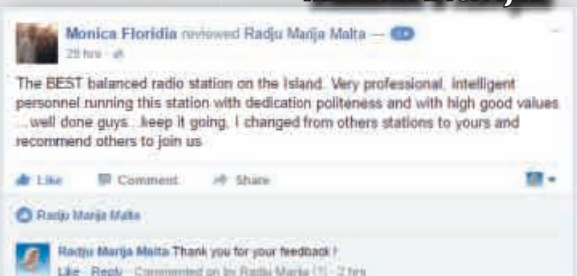 Monica Floridia reviewed Radju Marija Malta —
The BEST balanced radio station on the Island. Very professional, intelligent
personnel running this station with dedication politeness and with high good values
...well done guys...keep it going, I changed from others stations to yours and
recommend others to join us
Like Comment Share
Radju Marija Malta
Radju Marija Malta Thank you for your feedback !
Like · Reply · Commented on by Radju Marija · 2 hrs